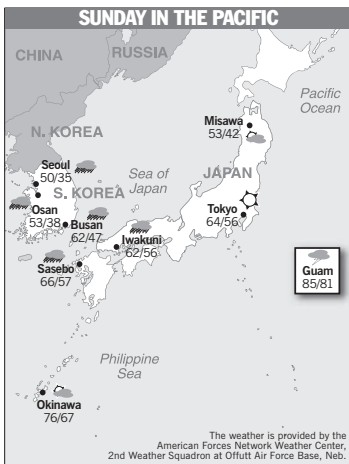 SUNDAY IN THE PACIFIC
CHINA
RUSSIA
Pacific
Ocean
Misawa
53/42
N. KOREA
Seoul
50/35
Sea of
Japan
JAPAN
S. KOREA
Osan
53/38
Busan
62/47
Iwakuni
62/56
Tokyo
64/56
Sasebo
66/57
Guam
85/81
Philippine
Sea
Okinawa
76/67
The weather is provided by the
American Forces Network Weather Center,
2nd Weather Squadron at Offutt Air Force Base, Neb.